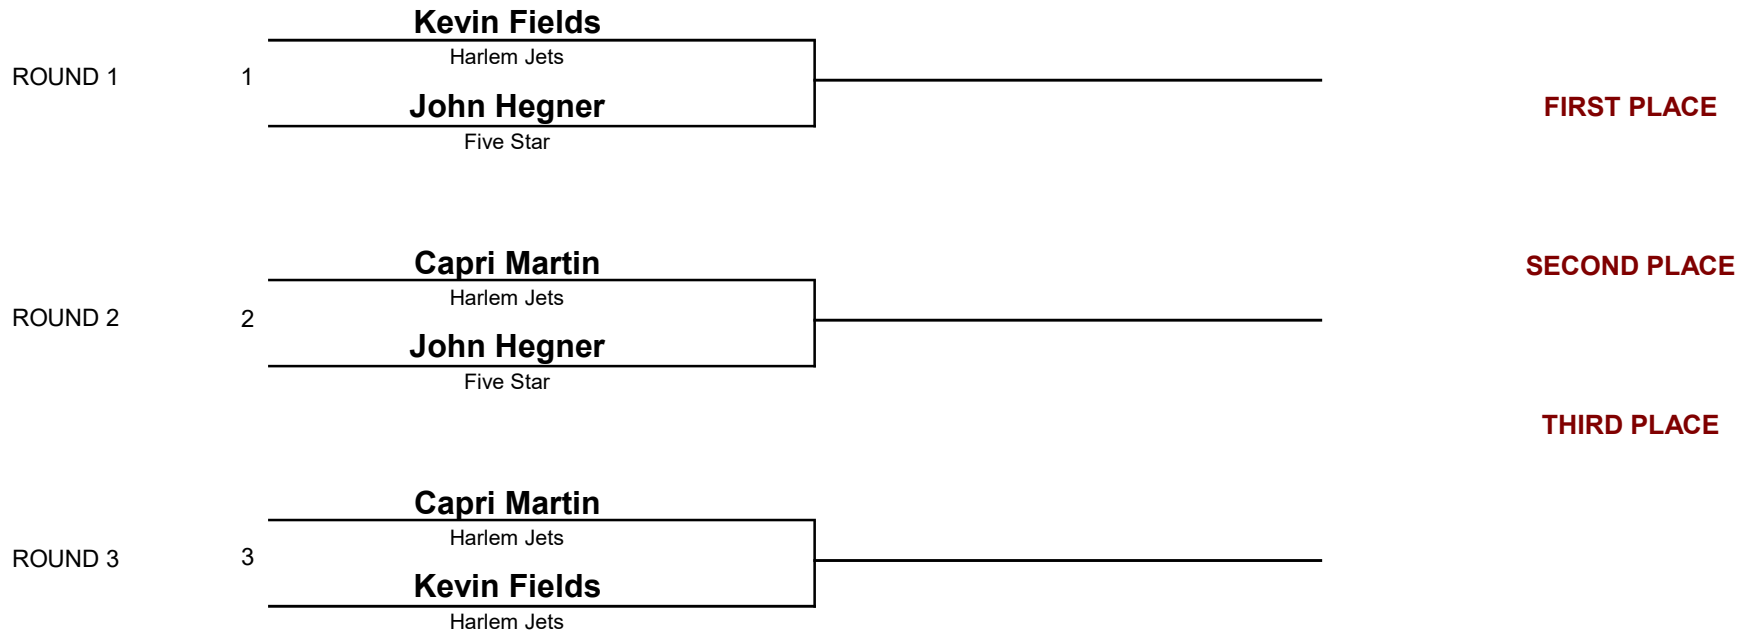 Kevin Fields
Harlem Jets
ROUND 1
1
John Hegner
Five Star
FIRST PLACE
Capri Martin
Harlem Jets
SECOND PLACE
ROUND 2
2
John Hegner
Five Star
THIRD PLACE
Capri Martin
Harlem Jets
ROUND 3
3
Kevin Fields
Harlem Jets